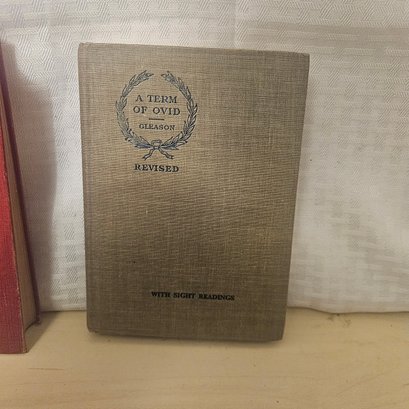 A TERM
OF OVID
GLEASON
REVISED
WITH SIGHT READINGS